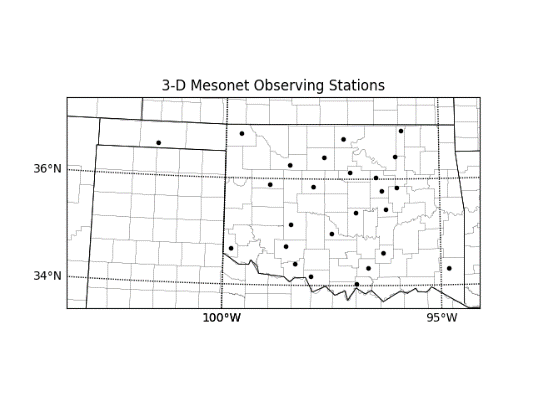 3-D Mesonet Observing Stations
36°N
34°N
100°W
95°W